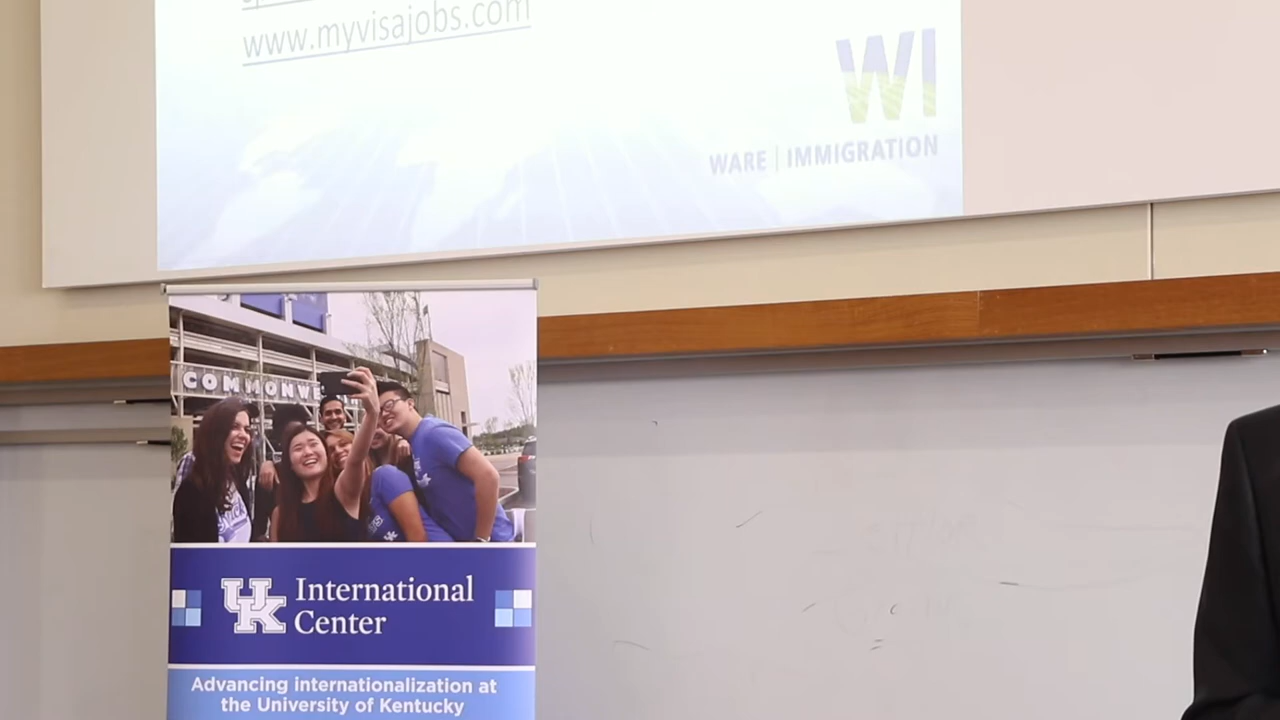 www.myvisajobs.com
WI
WARE | IMMIGRATION
COMMONWE
UK International
Center
Advancing internationalization at
the University of Kentucky